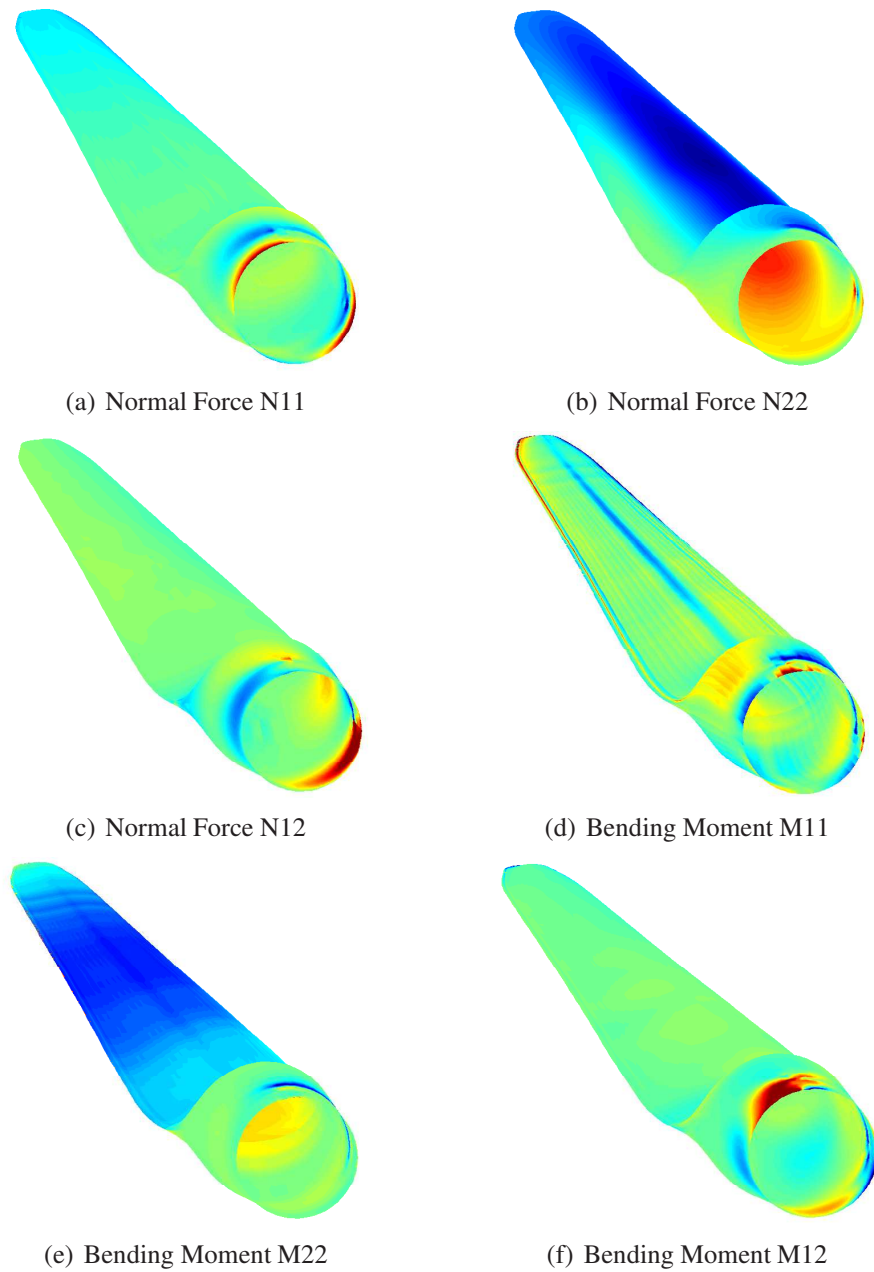 (a) Normal Force N11
(b) Normal Force N22
(c) Normal Force N12
(d) Bending Moment M11
(e) Bending Moment M22
(f) Bending Moment M12